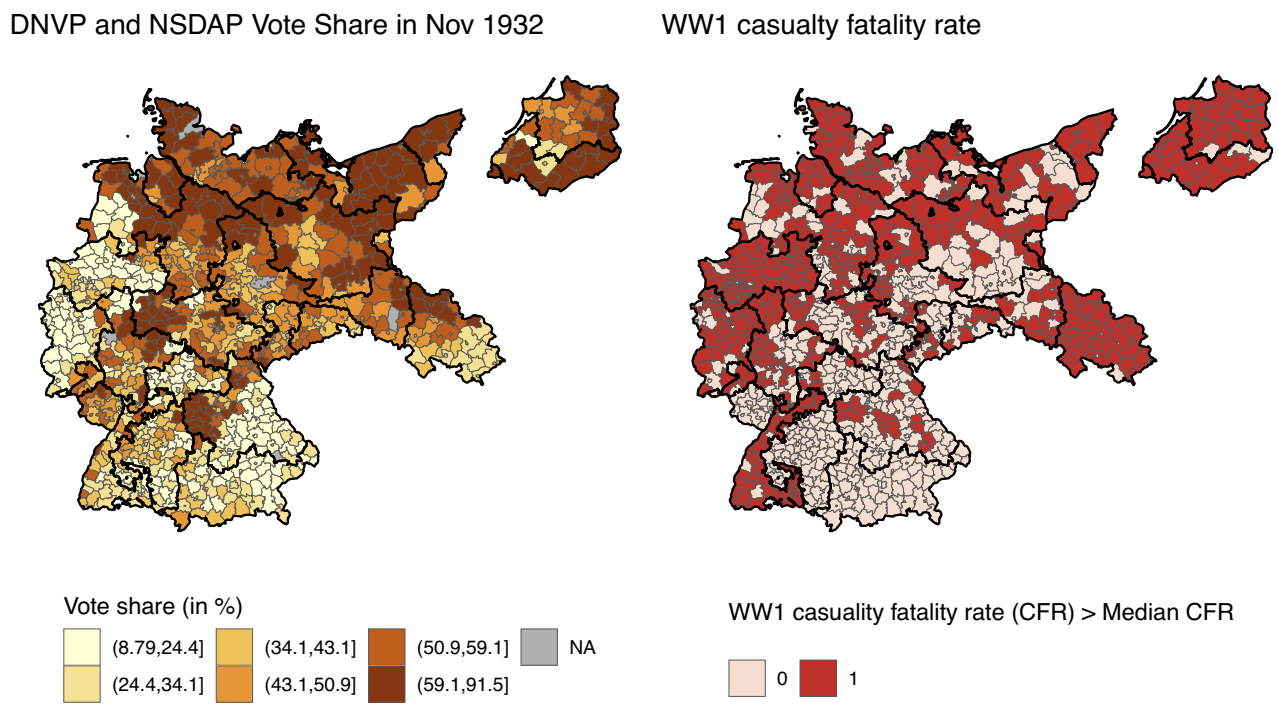 DNVP and NSDAP Vote Share in Nov 1932
WW1 casualty fatality rate
Vote share (in %)
(8.79,24.4]
(34.1,43.1]
(50.9,59.1]
NA
(24.4,34.1]
(43.1,50.9]
(59.1,91.5]
WW1 casuality fatality rate (CFR) > Median CFR
0
1